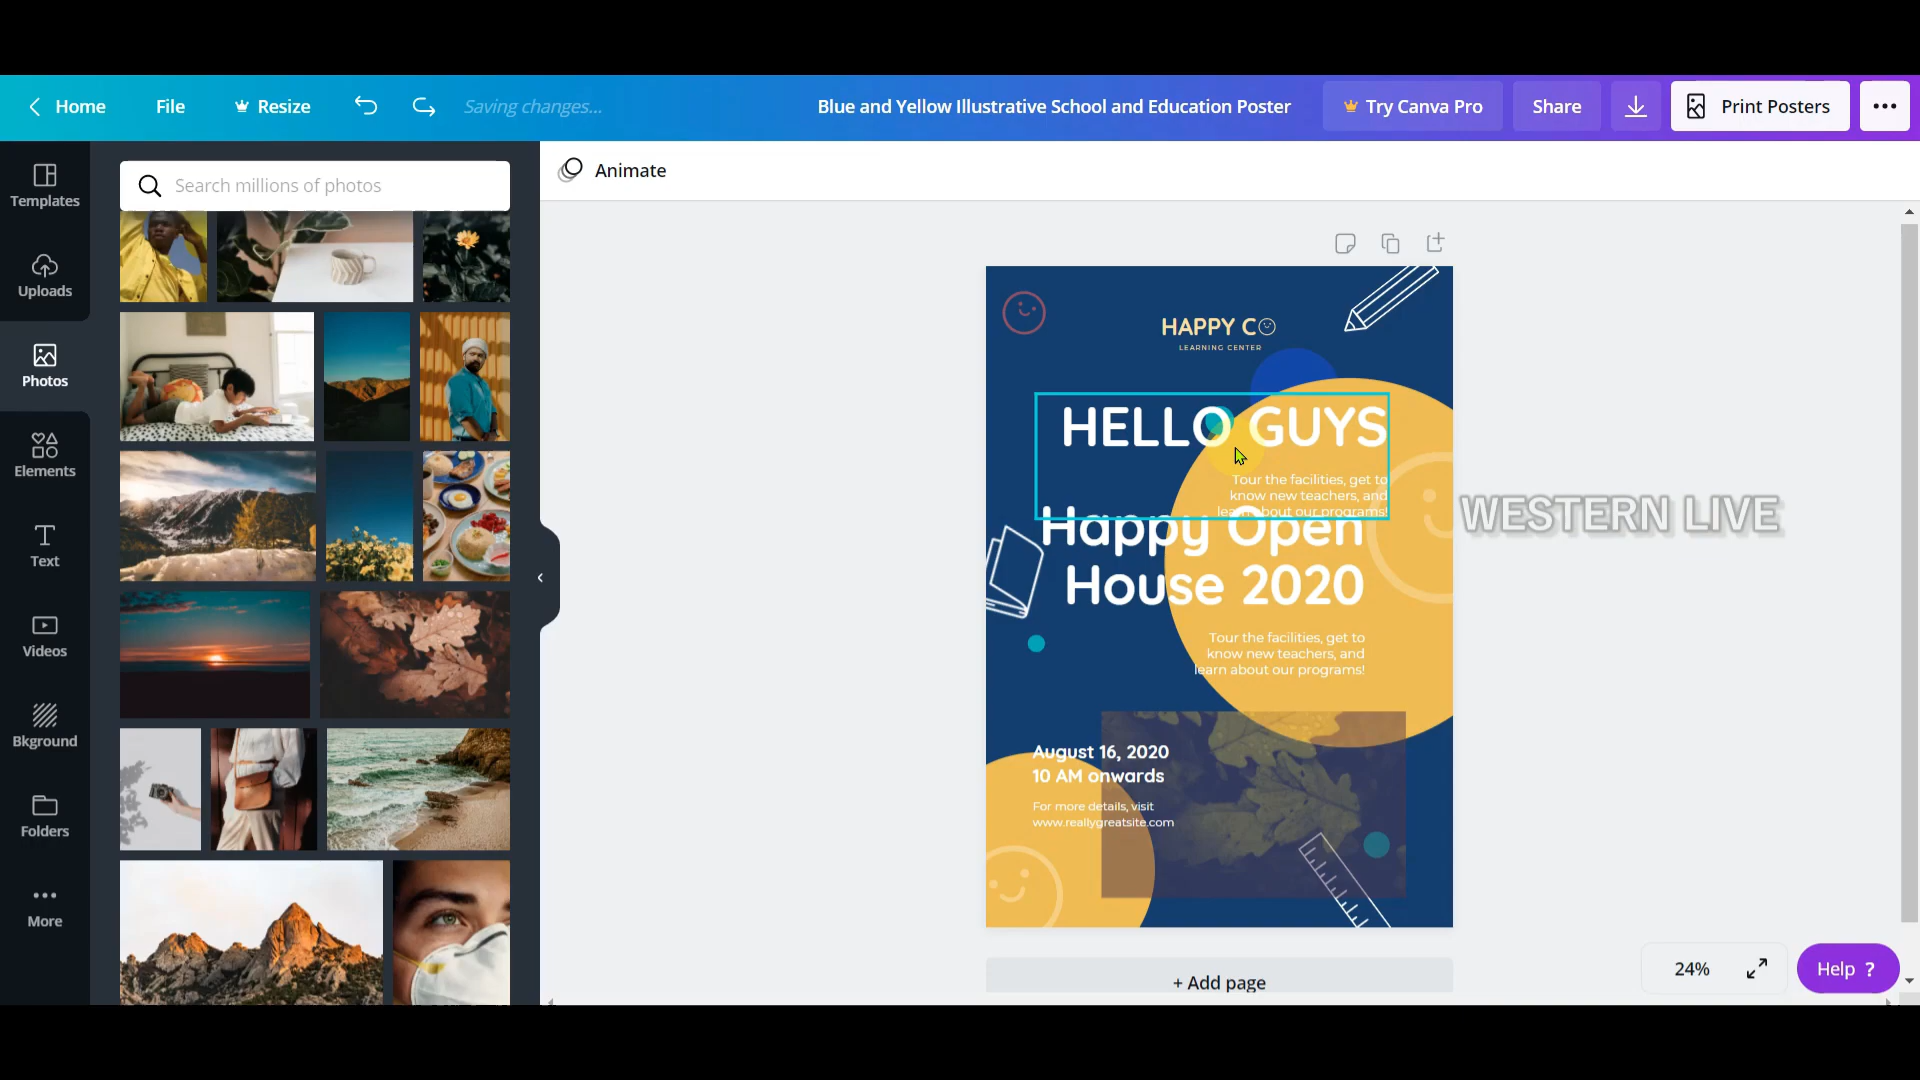 Home
File
Resize
Saving changes...
Blue and Yellow Illustrative School and Education Poster
Try Canva Pro
Share
Print Posters
Templates
Uploads
Photos
Elements
Text
Videos
Bkground
Folders
More
Search millions of photos
Animate
HAPPY CO
LEARNING CENTER
HELLO GUYS
Tour the facilities, get to
know new teachers, and
learn about our programs!
Happy Open
House 2020
Tour the facilities, get to
know new teachers, and
learn about our programs!
August 16, 2020
10 AM onwards
For more details, visit
www.reallygreatsite.com
WESTERN LIVE
+ Add page
24%
Help ?